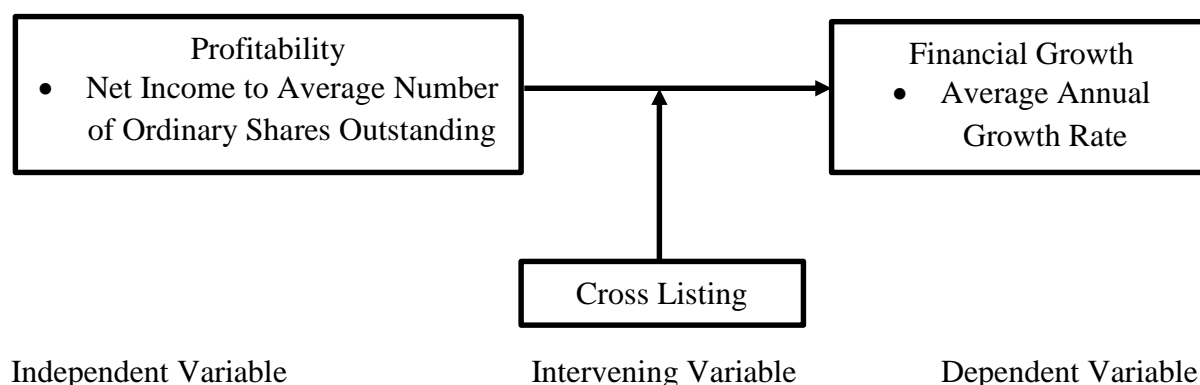 Profitability
• Net Income to Average Number
of Ordinary Shares Outstanding
Financial Growth
• Average Annual
Growth Rate
Cross Listing
Independent Variable
Intervening Variable
Dependent Variable